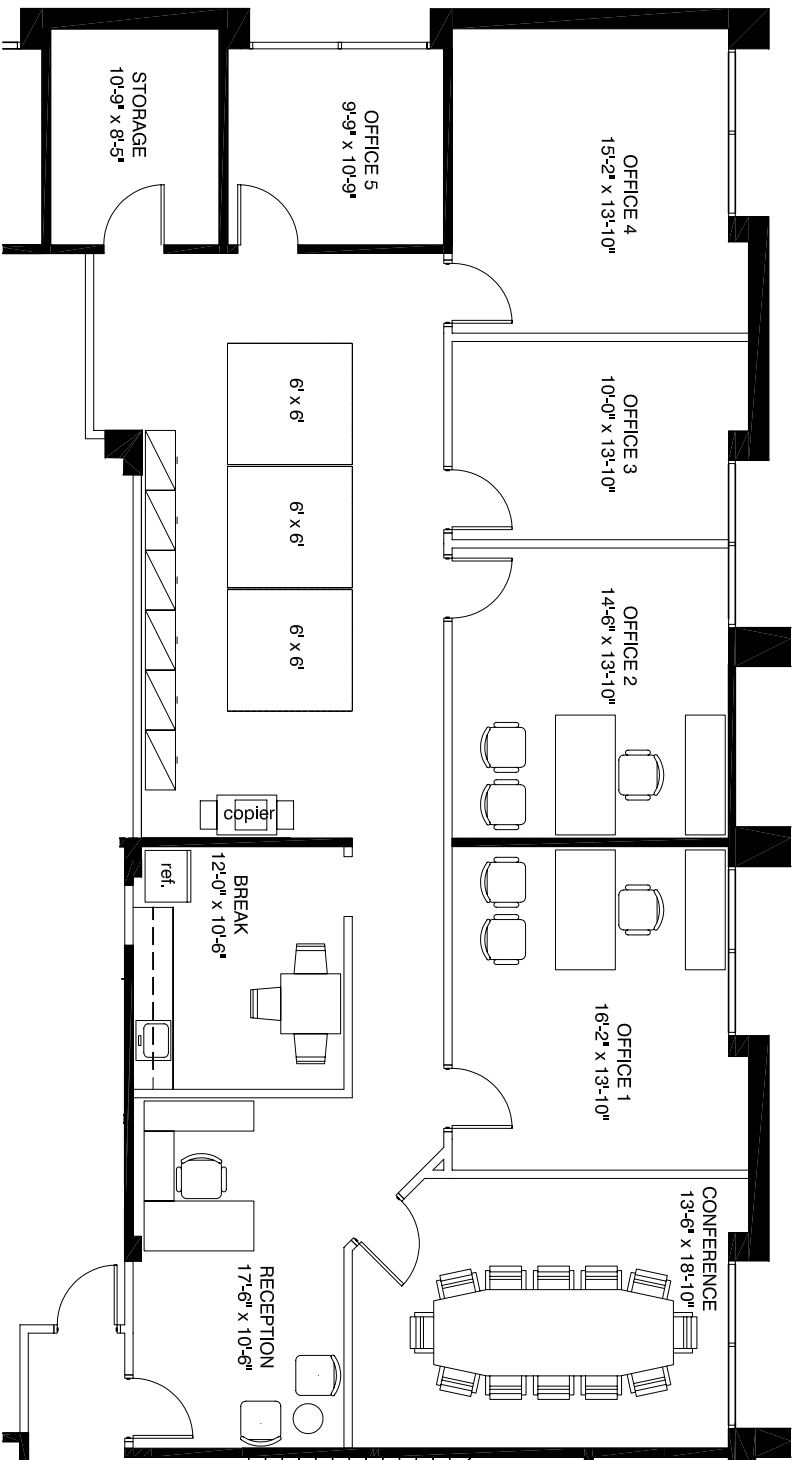 STORAGE
10'-9" x 8'-5"
OFFICE 5
9'-9" x 10'-9"
OFFICE 4
15'-2" x 13'-10"
6' x 6'
OFFICE 3
10'-0" x 13'-10"
6' x 6'
6' x 6'
OFFICE 2
14'-6" x 13'-10"
copier
ref.
BREAK
12'-0" x 10'-6"
OFFICE 1
16'-2" x 13'-10"
CONFERENCE
13'-6" x 18'-10"
RECEPTION
17'-6" x 10'-6"